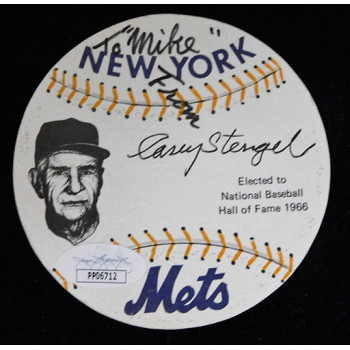 To "Mike"
NEW YORK
From
Casey Stengel
Elected to
National Baseball
Hall of Fame 1966
PP06712
Mets